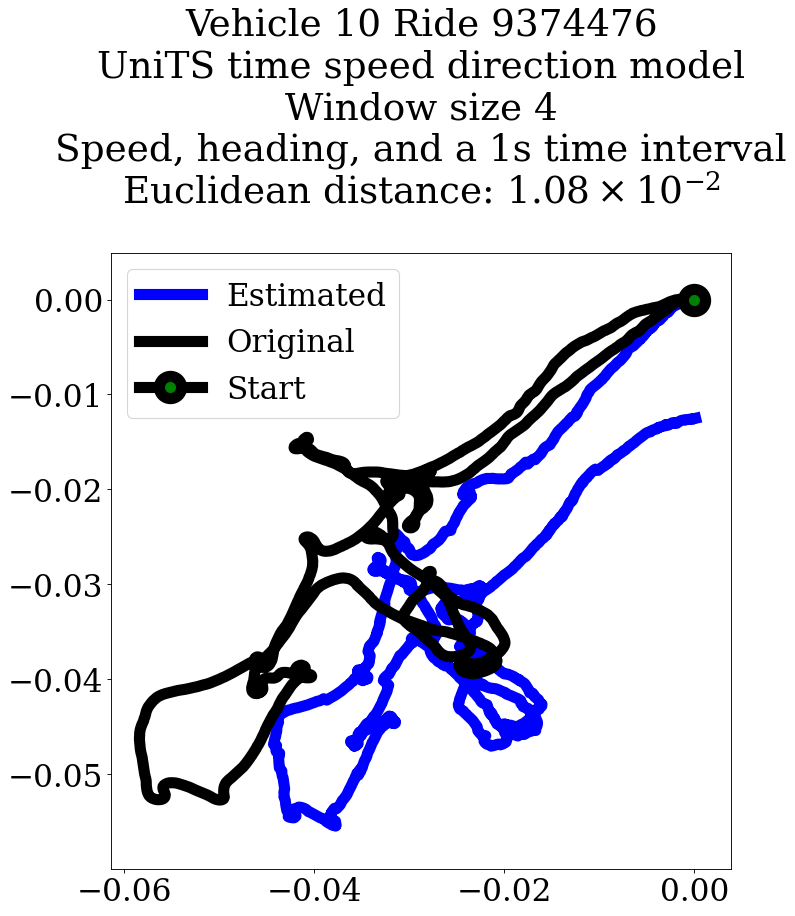 Vehicle 10 Ride 9374476
UniTS time speed direction model
Window size 4
Speed, heading, and a 1s time interval
Euclidean distance: 1.08 × 10⁻²
Estimated
Original
Start
0.00
−0.01
−0.02
−0.03
−0.04
−0.05
−0.06
−0.04
−0.02
0.00